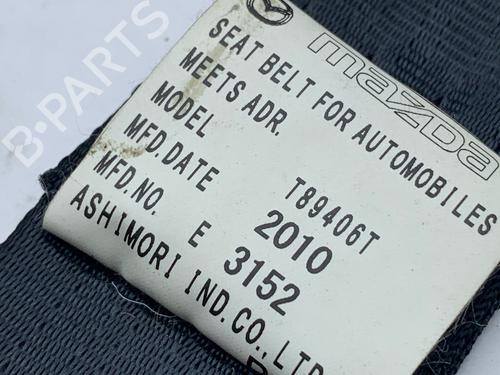 mazda
SEAT BELT FOR AUTOMOBILES
MEETS ADR.
MODEL T89406T
MFD.DATE 2010
MFD.NO. E 3152
ASHIMORI IND.CO.,LTD
B-PARTS